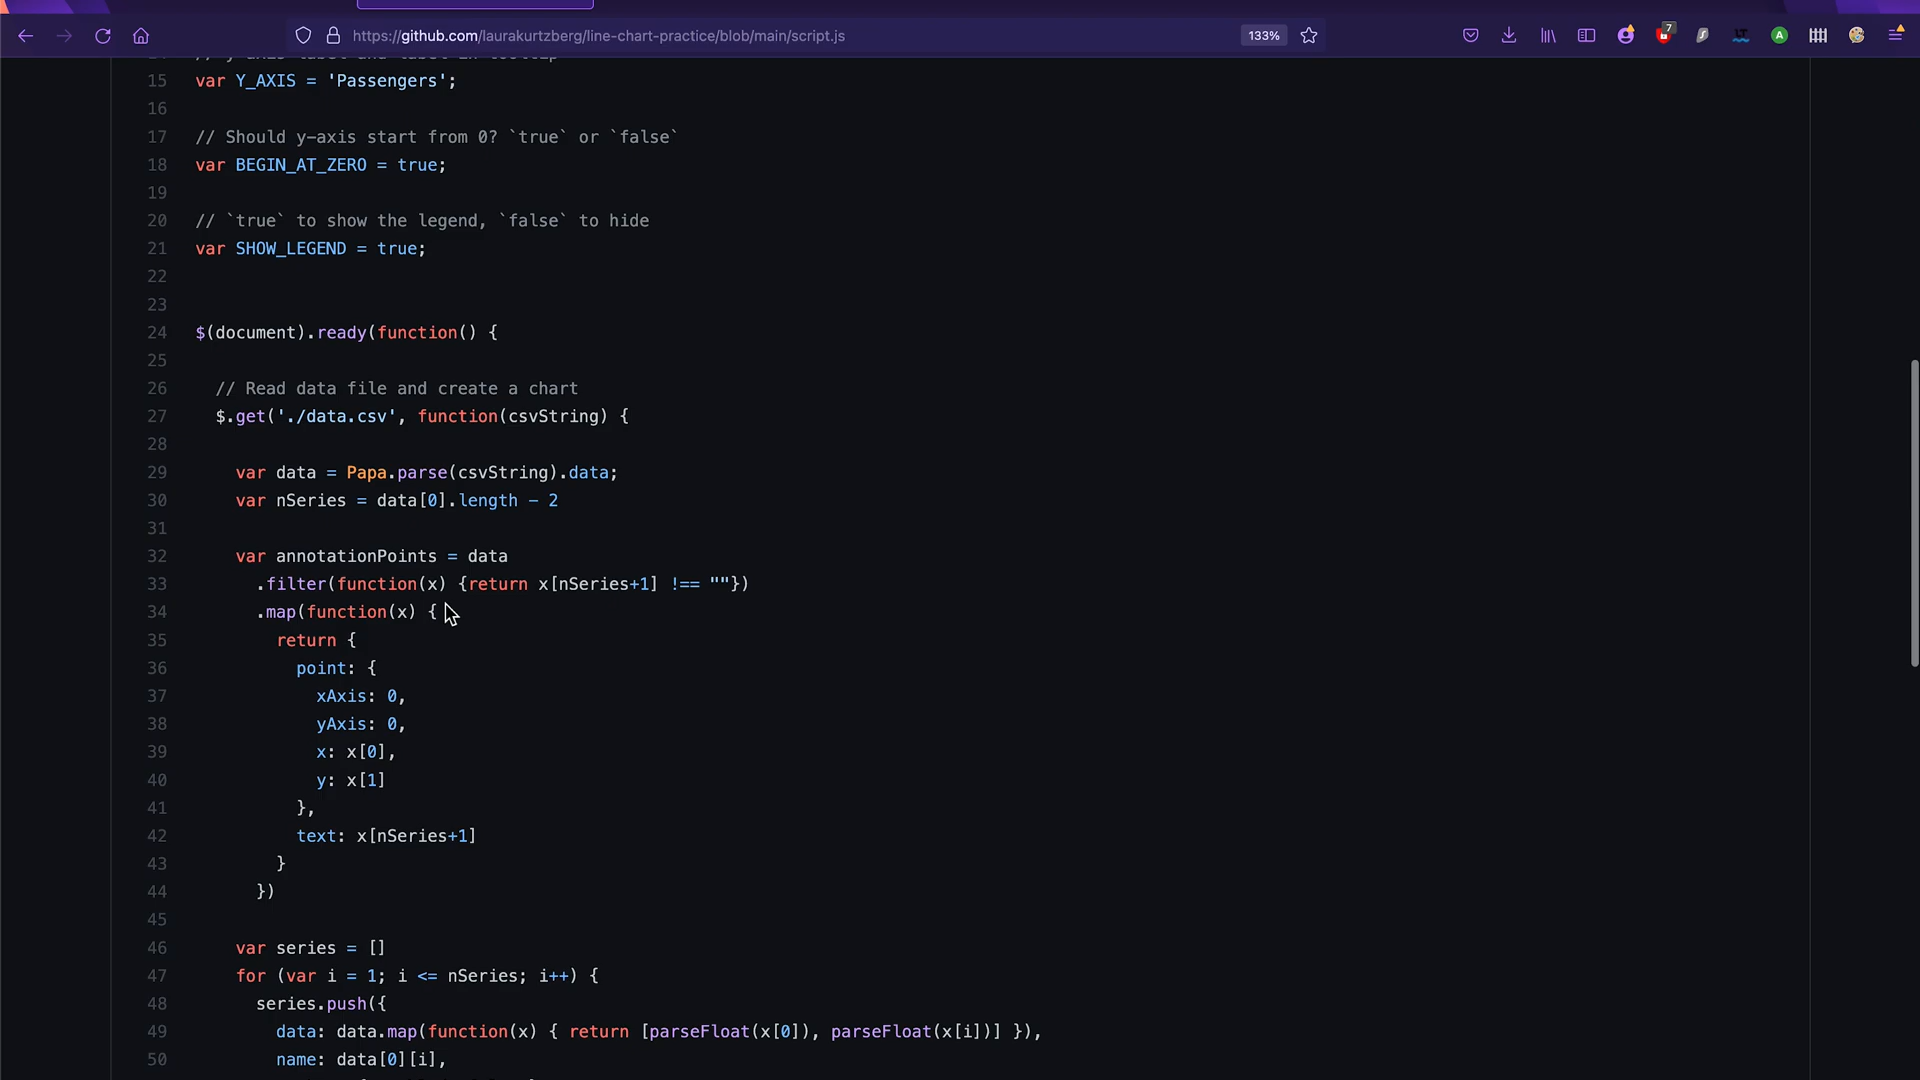 https://github.com/laurakurtzberg/line-chart-practice/blob/main/script.js
133%
7
A
15 var Y_AXIS = 'Passengers';
16
17 // Should y-axis start from 0? `true` or `false`
18 var BEGIN_AT_ZERO = true;
19
20 // `true` to show the legend, `false` to hide
21 var SHOW_LEGEND = true;
22
23
24 $(document).ready(function() {
25
26 // Read data file and create a chart
27 $.get('./data.csv', function(csvString) {
28
29 var data = Papa.parse(csvString).data;
30 var nSeries = data[0].length - 2
31
32 var annotationPoints = data
33 .filter(function(x) {return x[nSeries+1] !== ""})
34 .map(function(x) {
35 return {
36 point: {
37 xAxis: 0,
38 yAxis: 0,
39 x: x[0],
40 y: x[1]
41 },
42 text: x[nSeries+1]
43 }
44 })
45
46 var series = []
47 for (var i = 1; i <= nSeries; i++) {
48 series.push({
49 data: data.map(function(x) { return [parseFloat(x[0]), parseFloat(x[i])] }),
50 name: data[0][i],